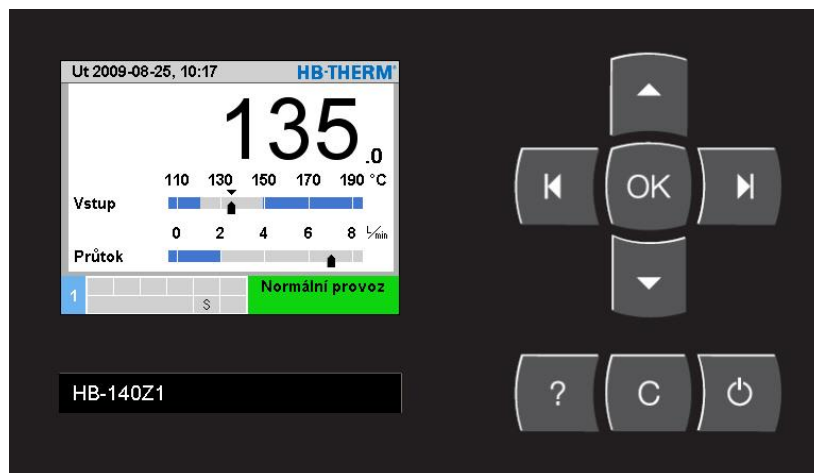 Ut 2009-08-25, 10:17 HB-THERM®
135.0
110 130 150 170 190 °C
Vstup
0 2 4 6 8 L/min
Průtok
1 S Normální provoz
HB-140Z1
OK
? C